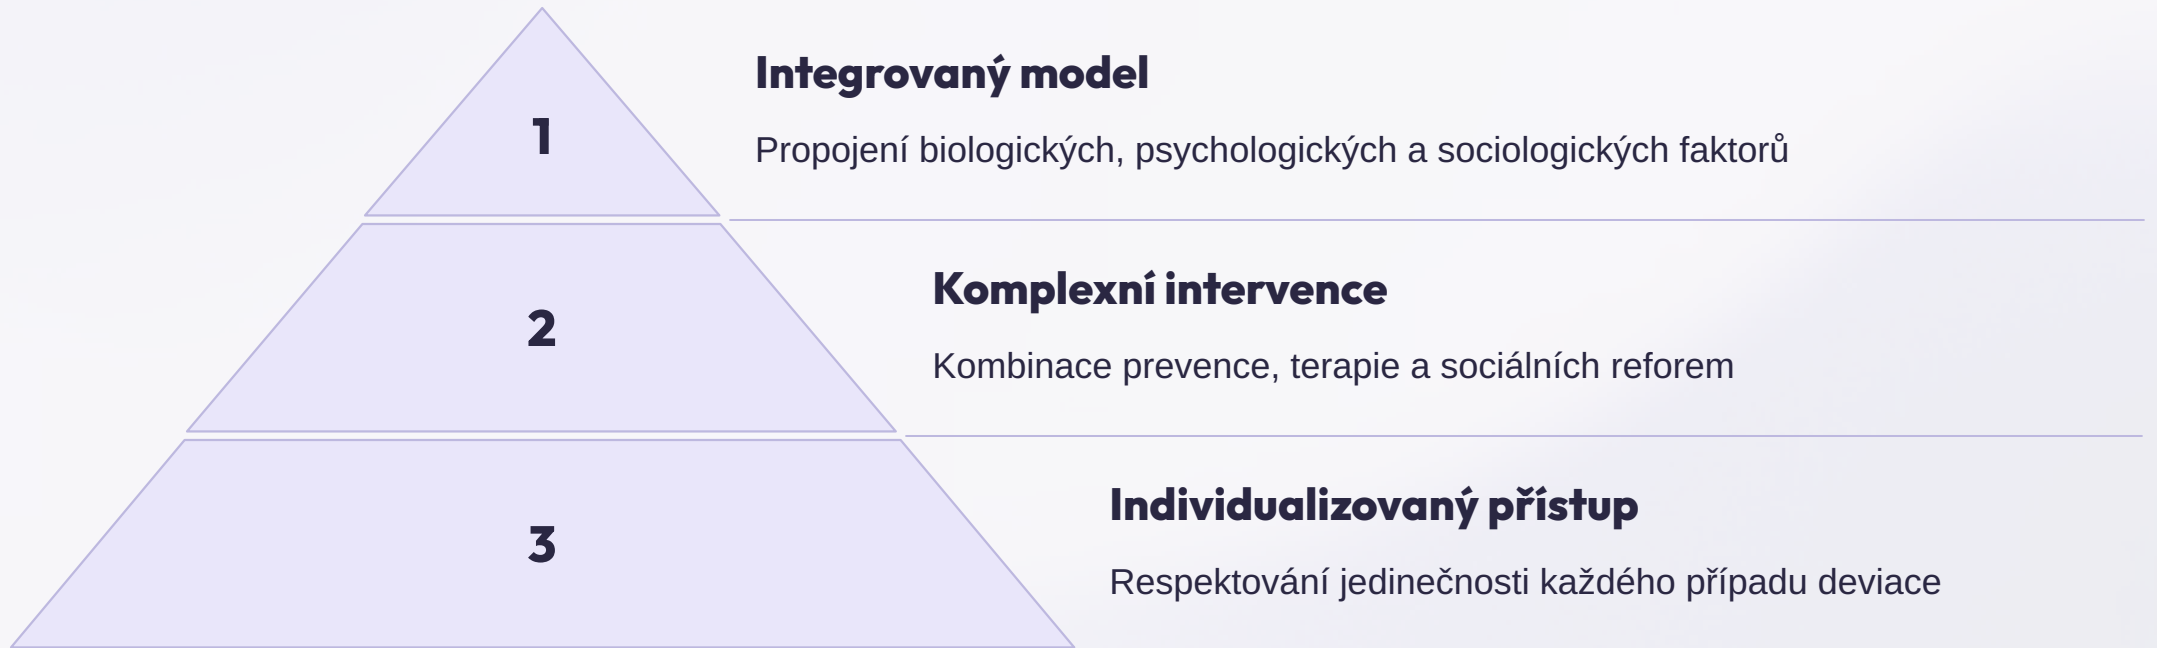 1
Integrovaný model
Propojení biologických, psychologických a sociologických faktorů
2
Komplexní intervence
Kombinace prevence, terapie a sociálních reforem
3
Individualizovaný přístup
Respektování jedinečnosti každého případu deviace